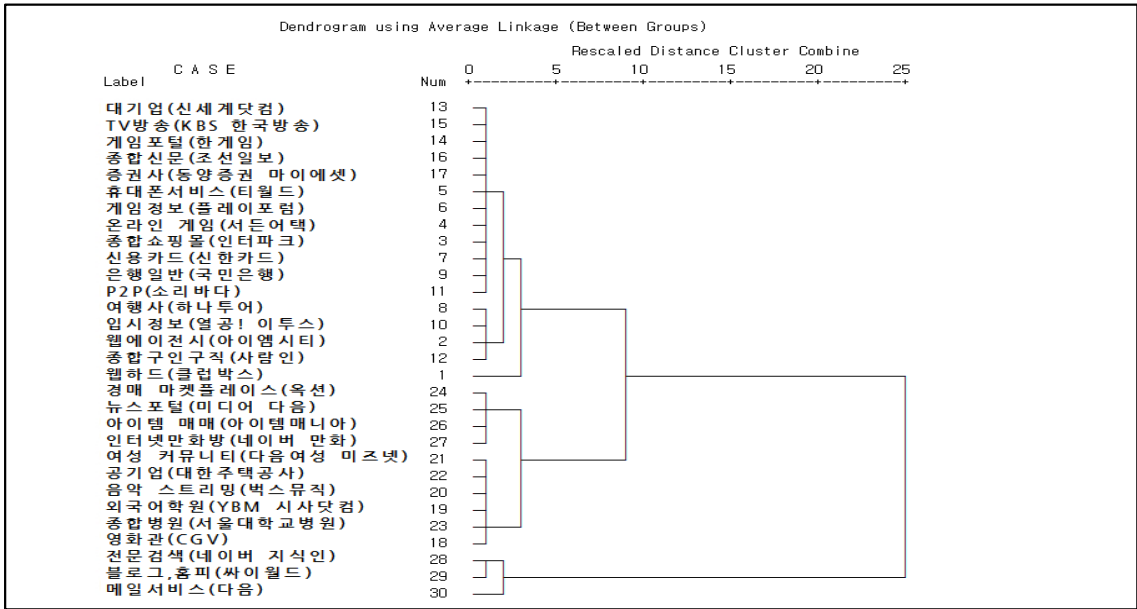 Dendrogram using Average Linkage (Between Groups)
Rescaled Distance Cluster Combine
C A S E 0 5 10 15 20 25
Label Num
대기업(신세계닷컴) 13
TV방송(KBS 한국방송) 15
게임포털(한게임) 14
종합신문(조선일보) 16
증권사(동양증권 마이에셋) 17
휴대폰서비스(티월드) 5
게임정보(플레이포럼) 6
온라인 게임(서든어택) 4
종합쇼핑몰(인터파크) 3
신용카드(신한카드) 7
은행일반(국민은행) 9
P2P(소리바다) 11
여행사(하나투어) 8
입시정보(열공! 이투스) 10
웹에이전시(아이엠시티) 2
종합구인구직(사람인) 12
웹하드(클럽박스) 1
경매 마켓플레이스(옥션) 24
뉴스포털(미디어 다음) 25
아이템 매매(아이템매니아) 26
인터넷만화방(네이버 만화) 27
여성 커뮤니티(다음여성 미즈넷) 21
공기업(대한주택공사) 22
음악 스트리밍(벅스뮤직) 20
외국어학원(YBM 시사닷컴) 19
종합병원(서울대학교병원) 23
영화관(CGV) 18
전문검색(네이버 지식인) 28
블로그,홈피(싸이월드) 29
메일서비스(다음) 30